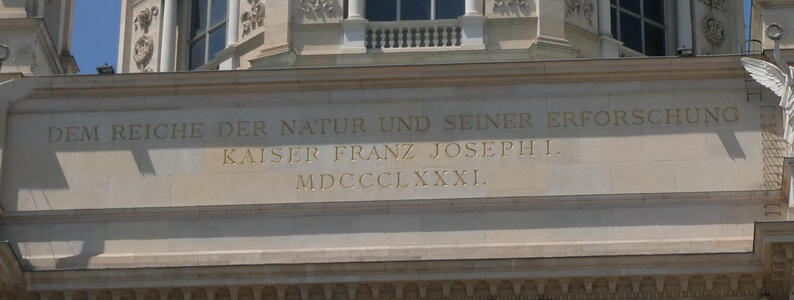 DEM REICHE DER NATUR UND SEINER ERFORSCHUNG
KAISER FRANZ JOSEPH I.
MDCCCLXXXI.